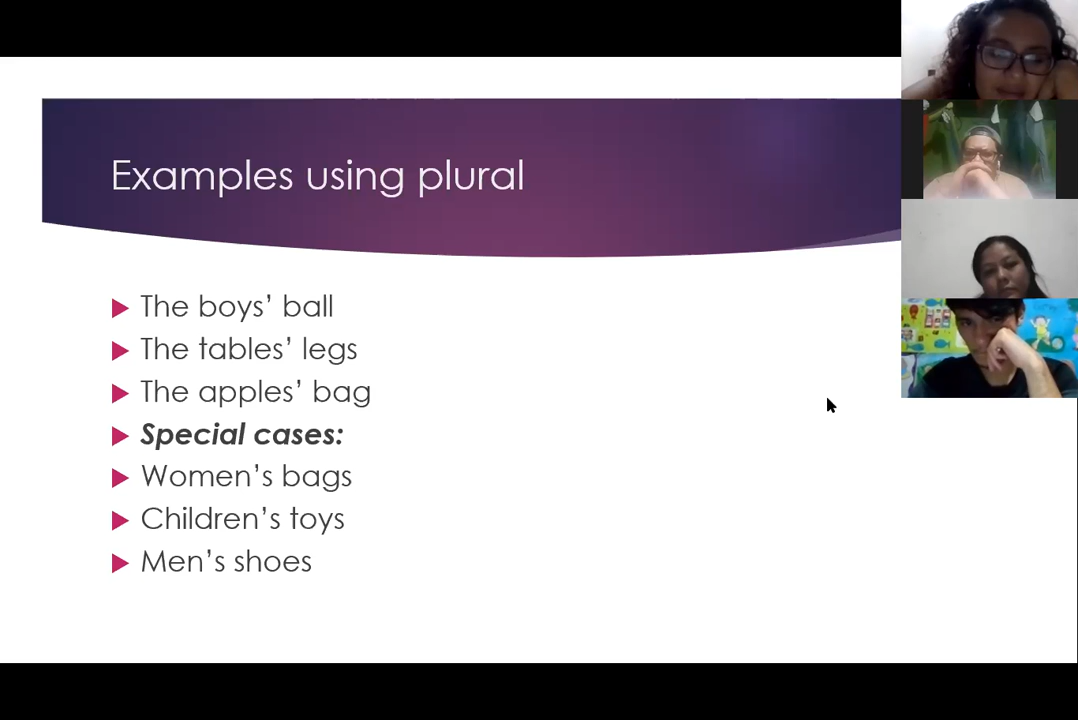 Examples using plural
The boys’ ball
The tables’ legs
The apples’ bag
Special cases:
Women’s bags
Children’s toys
Men’s shoes